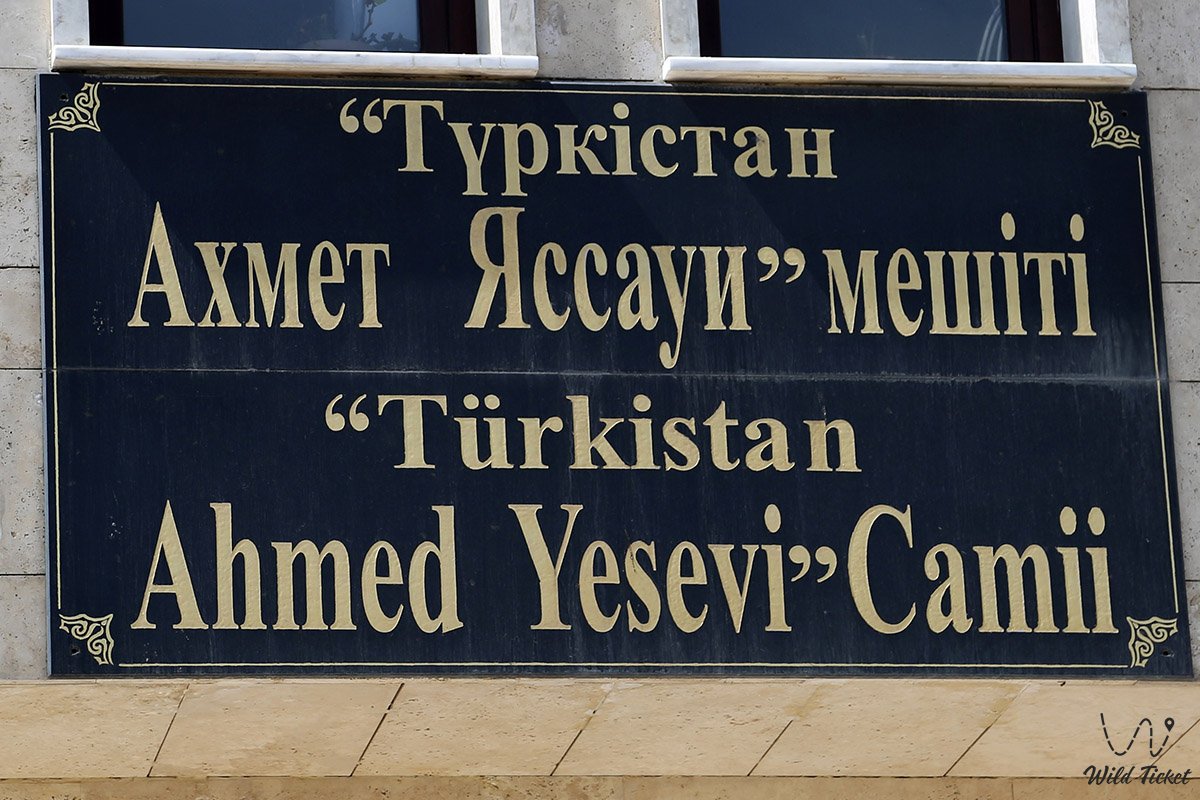 “Түркістан
Ахмет Яссауи” мешіті
“Türkistan
Ahmed Yesevi” Camii
Wild Ticket